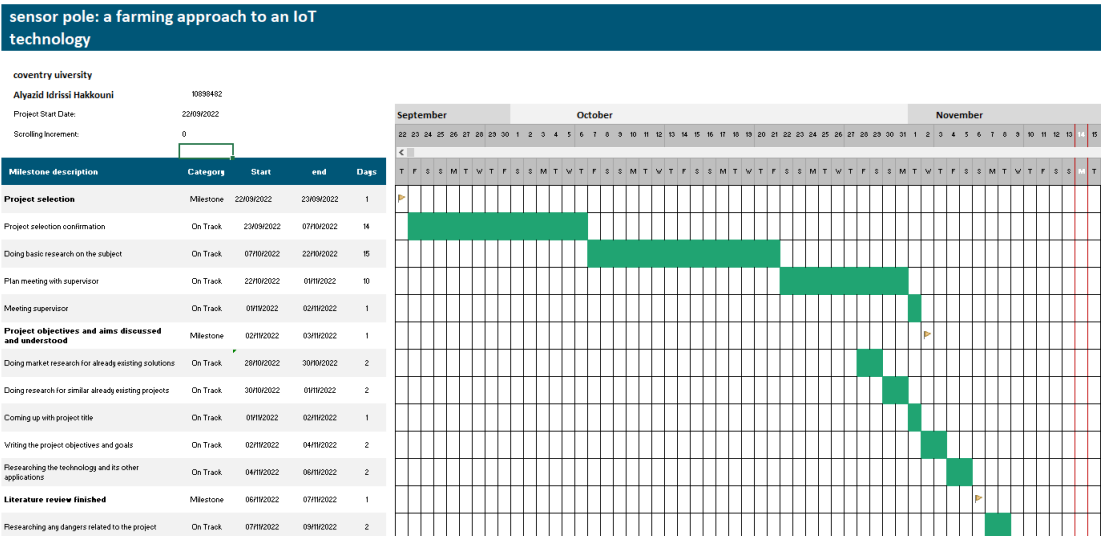 sensor pole: a farming approach to an IoT
technology
coventry uiversity
Alyazid Idrissi Hakkouni 10898482
Project Start Date: 22/09/2022
Scrolling Increment: 0
September October November
22 23 24 25 26 27 28 29 30 1 2 3 4 5 6 7 8 9 10 11 12 13 14 15 16 17 18 19 20 21 22 23 24 25 26 27 28 29 30 31 1 2 3 4 5 6 7 8 9 10 11 12 13 14 15
Milestone description Category Start end Days T F S S M T W T F S S M T W T F S S M T W T F S S M T W T F S S M T W T F S S M T W T F S S M T W T F S S M T
Project selection Milestone 22/09/2022 23/09/2022 1
Project selection confirmation On Track 23/09/2022 07/10/2022 14
Doing basic research on the subject On Track 07/10/2022 22/10/2022 15
Plan meeting with supervisor On Track 22/10/2022 01/11/2022 10
Meeting supervisor On Track 01/11/2022 02/11/2022 1
Project objectives and aims discussed
and understood Milestone 02/11/2022 03/11/2022 1
Doing market research for already existing solutions On Track 28/10/2022 30/10/2022 2
Doing research for similar already existing projects On Track 30/10/2022 01/11/2022 2
Coming up with project title On Track 01/11/2022 02/11/2022 1
Writing the project objectives and goals On Track 02/11/2022 04/11/2022 2
Researching the technology and its other
applications On Track 04/11/2022 06/11/2022 2
Literature review finished Milestone 06/11/2022 07/11/2022 1
Researching any dangers related to the project On Track 07/11/2022 09/11/2022 2